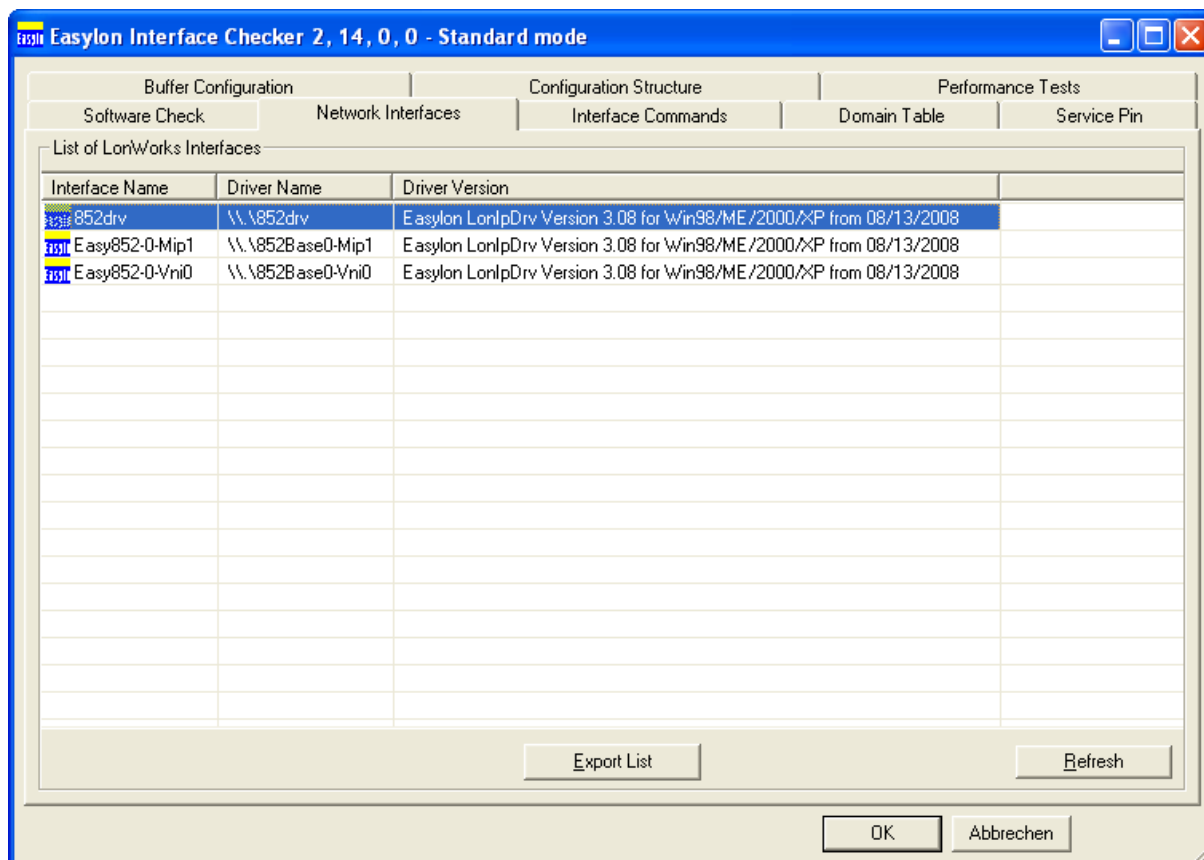 Easylon Interface Checker 2, 14, 0, 0 - Standard mode
Buffer Configuration Configuration Structure Performance Tests
Software Check Network Interfaces Interface Commands Domain Table Service Pin
List of LonWorks Interfaces
Interface Name Driver Name Driver Version
852drv \\.\852drv Easylon LonIpDrv Version 3.08 for Win98/ME/2000/XP from 08/13/2008
Easy852-0-Mip1 \\.\852Base0-Mip1 Easylon LonIpDrv Version 3.08 for Win98/ME/2000/XP from 08/13/2008
Easy852-0-Vni0 \\.\852Base0-Vni0 Easylon LonIpDrv Version 3.08 for Win98/ME/2000/XP from 08/13/2008
Export List Refresh
OK Abbrechen